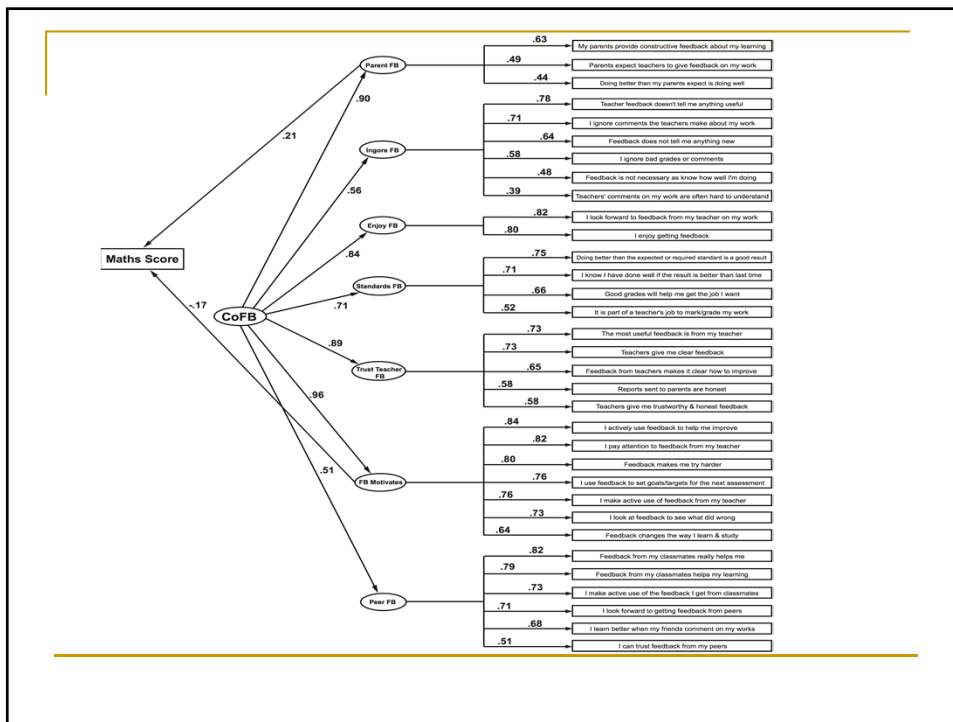 .63
My parents provide constructive feedback about my learning
Parent FB
.49
Parents expect teachers to give feedback on my work
.44
Doing better than my parents expect is doing well
.90
.78
Teacher feedback doesn't tell me anything useful
.71
I ignore comments the teachers make about my work
.21
.64
Feedback does not tell me anything new
Ingore FB
.58
I ignore bad grades or comments
.56
.48
Feedback is not necessary as know how well I'm doing
.39
Teachers' comments on my work are often hard to understand
.82
I look forward to feedback from my teacher on my work
Enjoy FB
.80
I enjoy getting feedback
.84
Maths Score
.75
Doing better than the expected or required standard is a good result
.71
I know I have done well if the result is better than last time
Standards FB
.66
Good grades will help me get the job I want
-.17
.71
.52
It is part of a teacher's job to mark/grade my work
CoFB
.73
The most useful feedback is from my teacher
.89
.73
Teachers give me clear feedback
Trust Teacher
FB
.65
Feedback from teachers makes it clear how to improve
.58
Reports sent to parents are honest
.58
Teachers give me trustworthy & honest feedback
.96
.84
I actively use feedback to help me improve
.82
I pay attention to feedback from my teacher
.51
.80
Feedback makes me try harder
FB Motivates
.76
I use feedback to set goals/targets for the next assessment
.76
I make active use of feedback from my teacher
.73
I look at feedback to see what did wrong
.64
Feedback changes the way I learn & study
.82
Feedback from my classmates really helps me
.79
Feedback from my classmates helps my learning
.73
I make active use of the feedback I get from classmates
Peer FB
.71
I look forward to getting feedback from peers
.68
I learn better when my friends comment on my works
.51
I can trust feedback from my peers